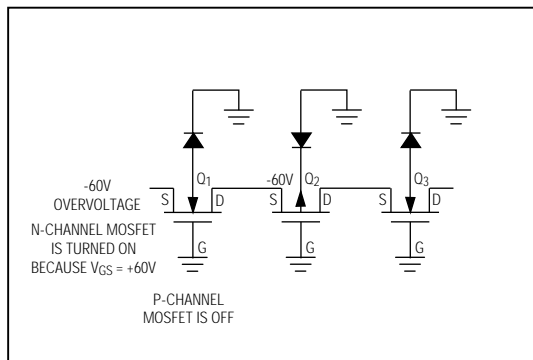 -60V
OVERVOLTAGE
N-CHANNEL MOSFET
IS TURNED ON
BECAUSE VGS = +60V
S
Q1
D
G
-60V
S
Q2
D
G
S
Q3
D
G
P-CHANNEL
MOSFET IS OFF